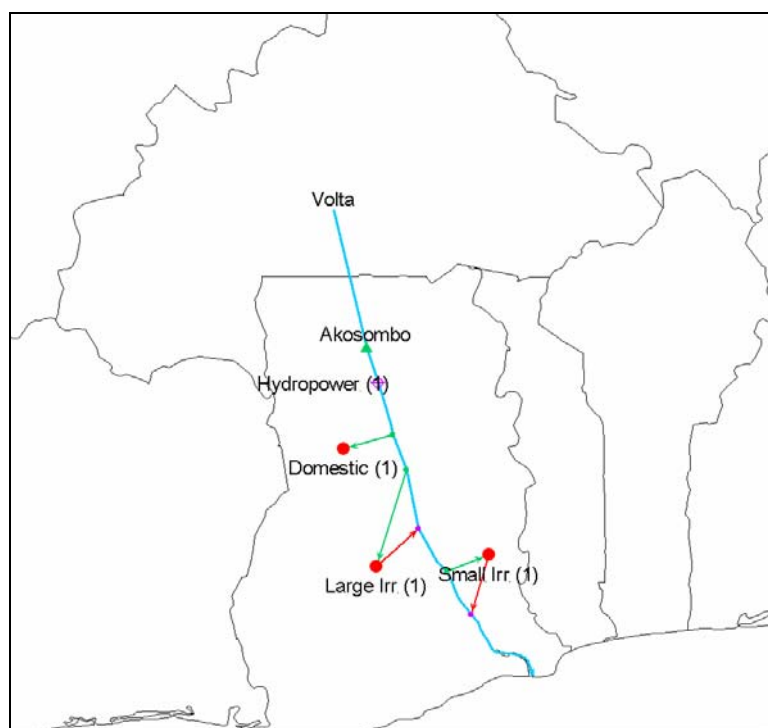 Volta
Akosombo
Hydropower (1)
Domestic (1)
Large Irr. (1)
Small Irr. (1)